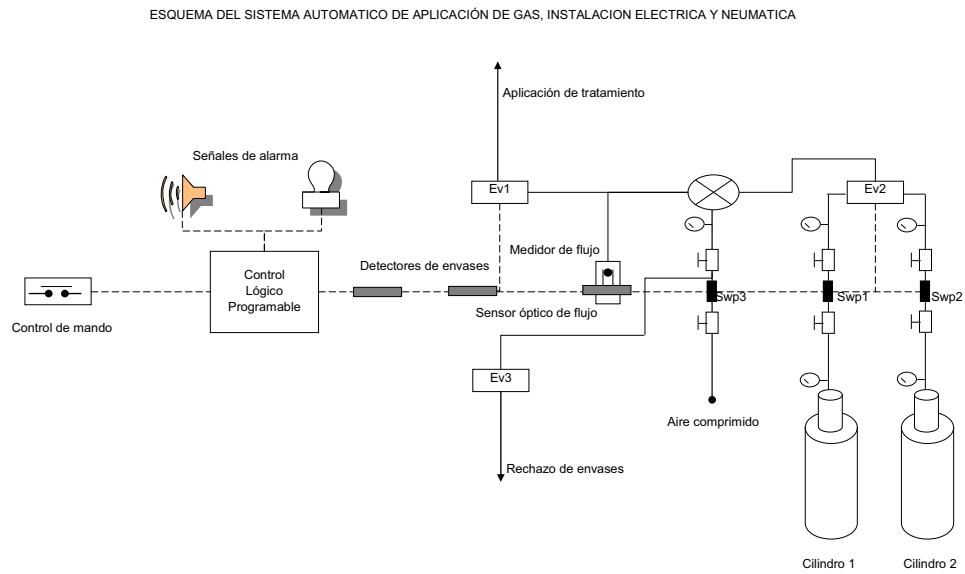 ESQUEMA DEL SISTEMA AUTOMATICO DE APLICACIÓN DE GAS, INSTALACION ELECTRICA Y NEUMATICA
Aplicación de tratamiento
Señales de alarma
Ev1
Ev2
Medidor de flujo
Detectores de envases
Control
Lógico
Programable
Swp3
Swp1
Swp2
Sensor óptico de flujo
Control de mando
Ev3
Aire comprimido
Rechazo de envases
Cilindro 1
Cilindro 2